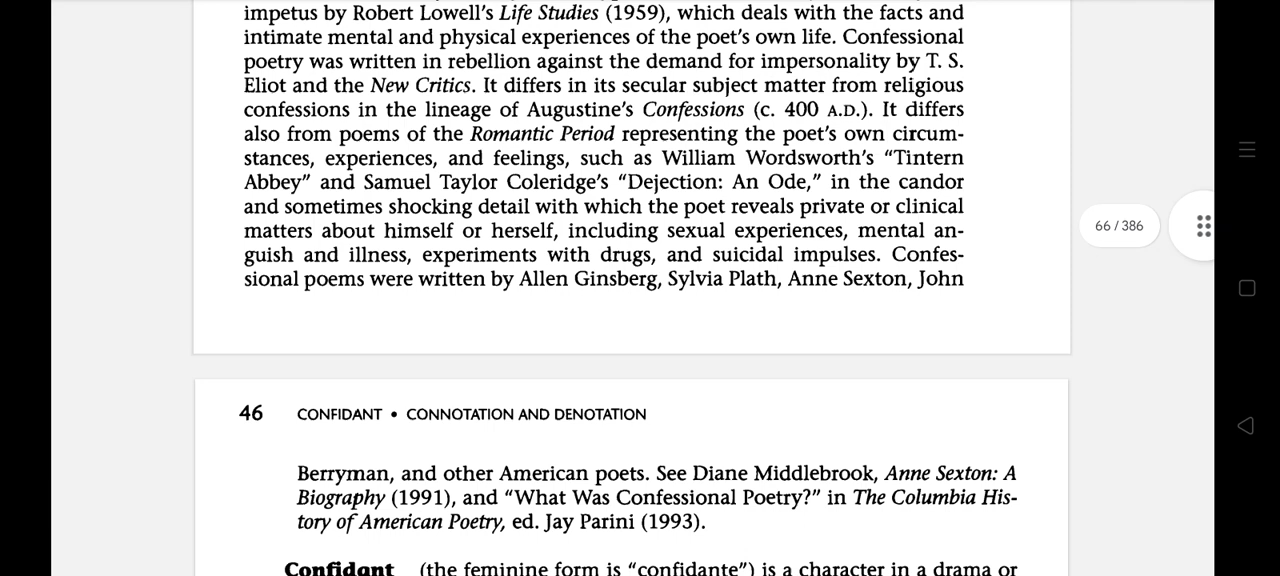 impetus by Robert Lowell's Life Studies (1959), which deals with the facts and
intimate mental and physical experiences of the poet's own life. Confessional
poetry was written in rebellion against the demand for impersonality by T. S.
Eliot and the New Critics. It differs in its secular subject matter from religious
confessions in the lineage of Augustine's Confessions (c. 400 A.D.). It differs
also from poems of the Romantic Period representing the poet's own circum-
stances, experiences, and feelings, such as William Wordsworth's “Tintern
Abbey” and Samuel Taylor Coleridge's “Dejection: An Ode,” in the candor
and sometimes shocking detail with which the poet reveals private or clinical
matters about himself or herself, including sexual experiences, mental an-
guish and illness, experiments with drugs, and suicidal impulses. Confes-
sional poems were written by Allen Ginsberg, Sylvia Plath, Anne Sexton, John
66 / 386
46 CONFIDANT • CONNOTATION AND DENOTATION
Berryman, and other American poets. See Diane Middlebrook, Anne Sexton: A
Biography (1991), and “What Was Confessional Poetry?” in The Columbia His-
tory of American Poetry, ed. Jay Parini (1993).
Confidant (the feminine form is “confidante”) is a character in a drama or